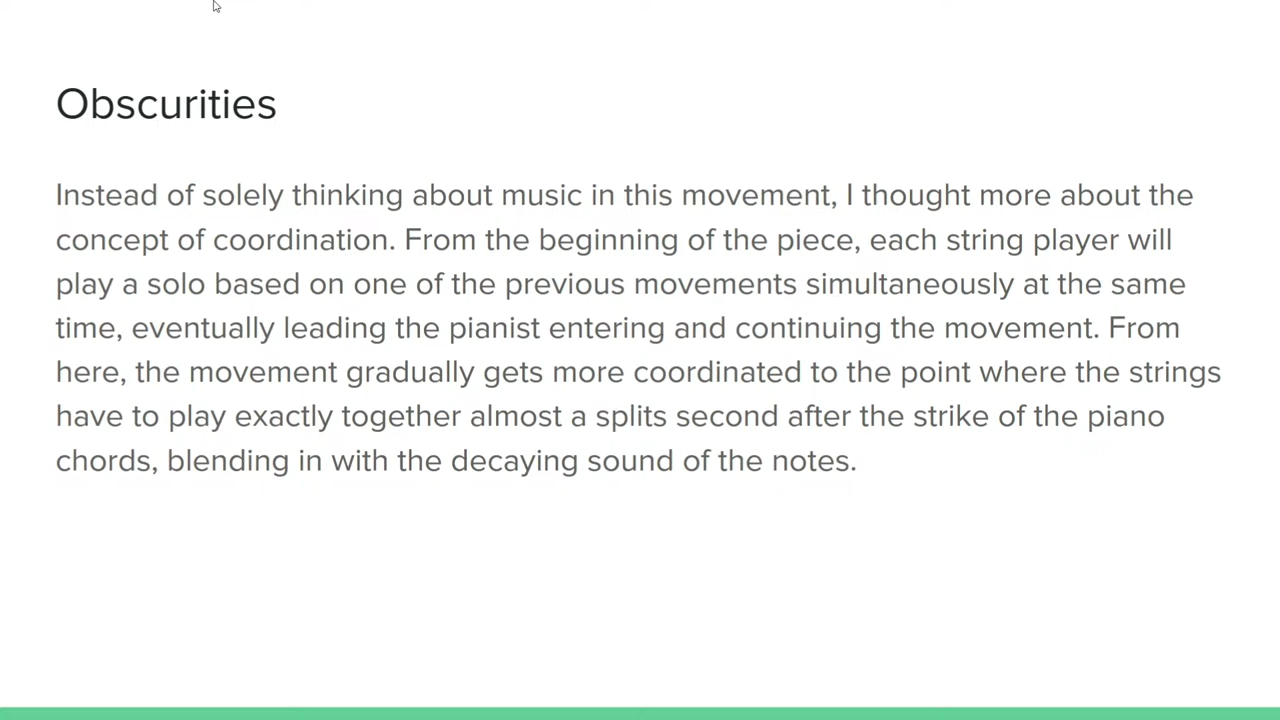 Obscurities
Instead of solely thinking about music in this movement, I thought more about the
concept of coordination. From the beginning of the piece, each string player will
play a solo based on one of the previous movements simultaneously at the same
time, eventually leading the pianist entering and continuing the movement. From
here, the movement gradually gets more coordinated to the point where the strings
have to play exactly together almost a splits second after the strike of the piano
chords, blending in with the decaying sound of the notes.